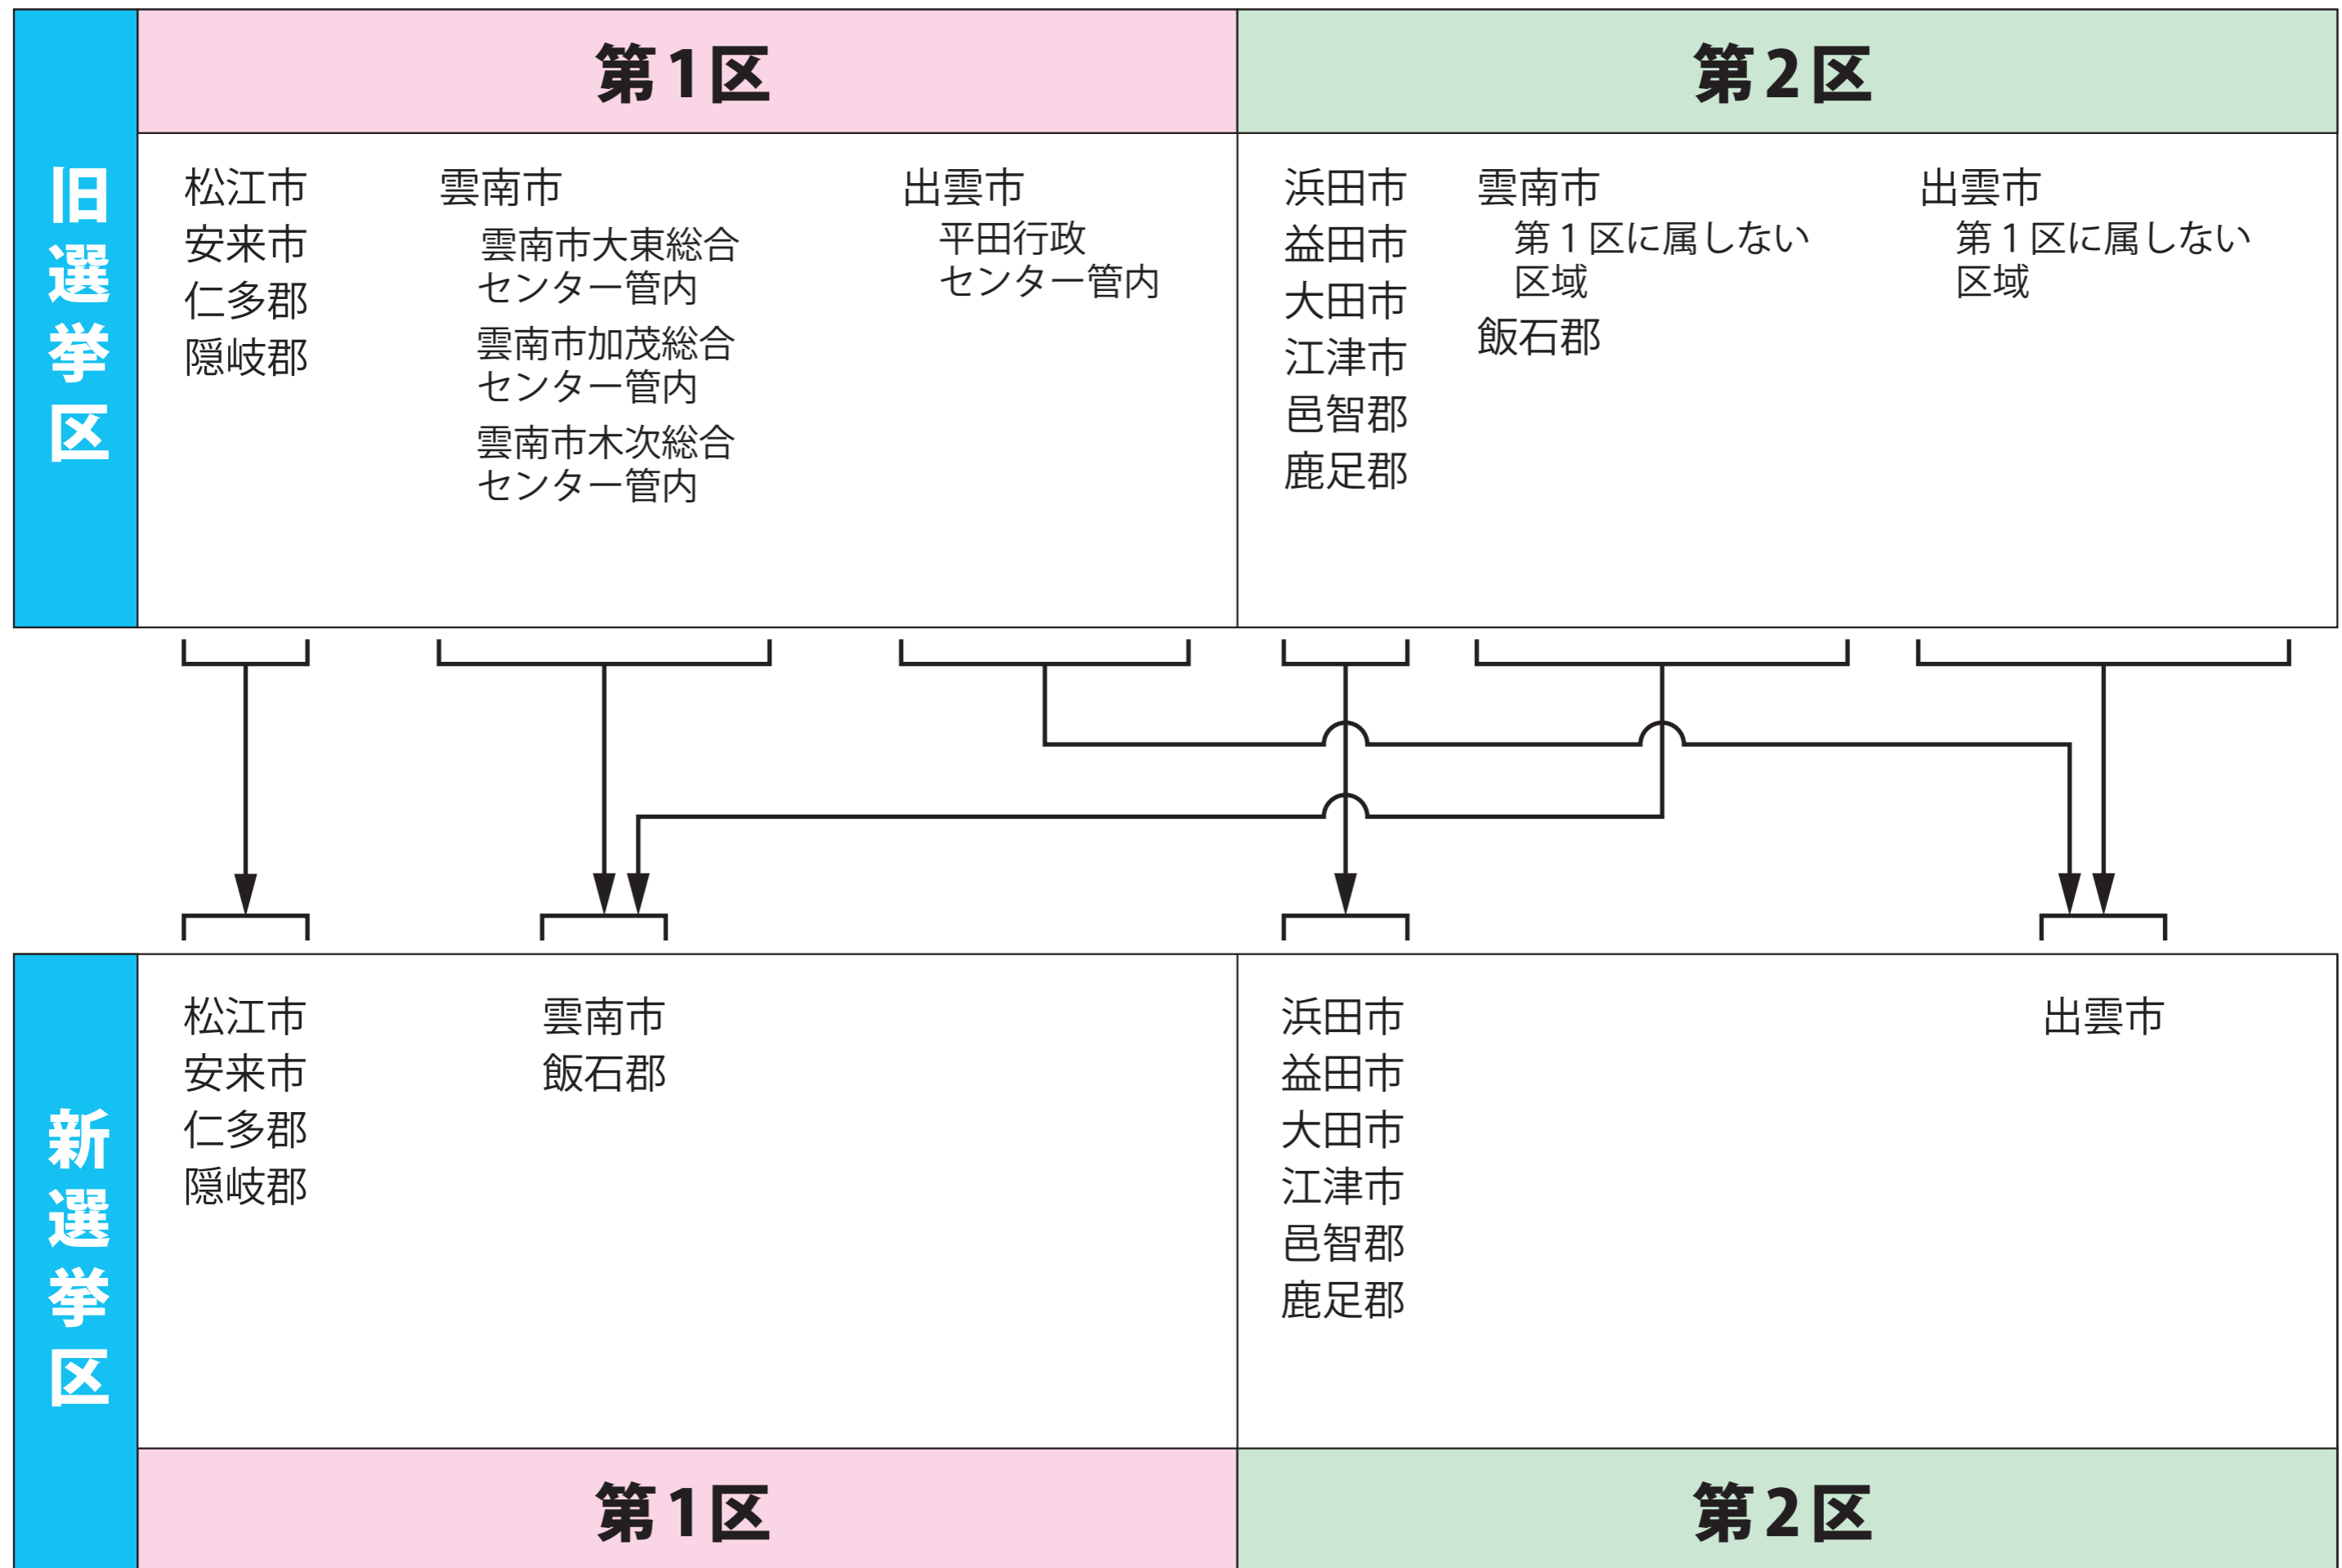 旧選挙区
第1区
松江市
安来市
仁多郡
隠岐郡
雲南市
雲南市大東総合
センター管内
雲南市加茂総合
センター管内
雲南市木次総合
センター管内
出雲市
平田行政
センター管内
第2区
浜田市
益田市
大田市
江津市
邑智郡
鹿足郡
雲南市
第1区に属しない
区域
飯石郡
出雲市
第1区に属しない
区域
新選挙区
松江市
安来市
仁多郡
隠岐郡
雲南市
飯石郡
第1区
浜田市
益田市
大田市
江津市
邑智郡
鹿足郡
出雲市
第2区